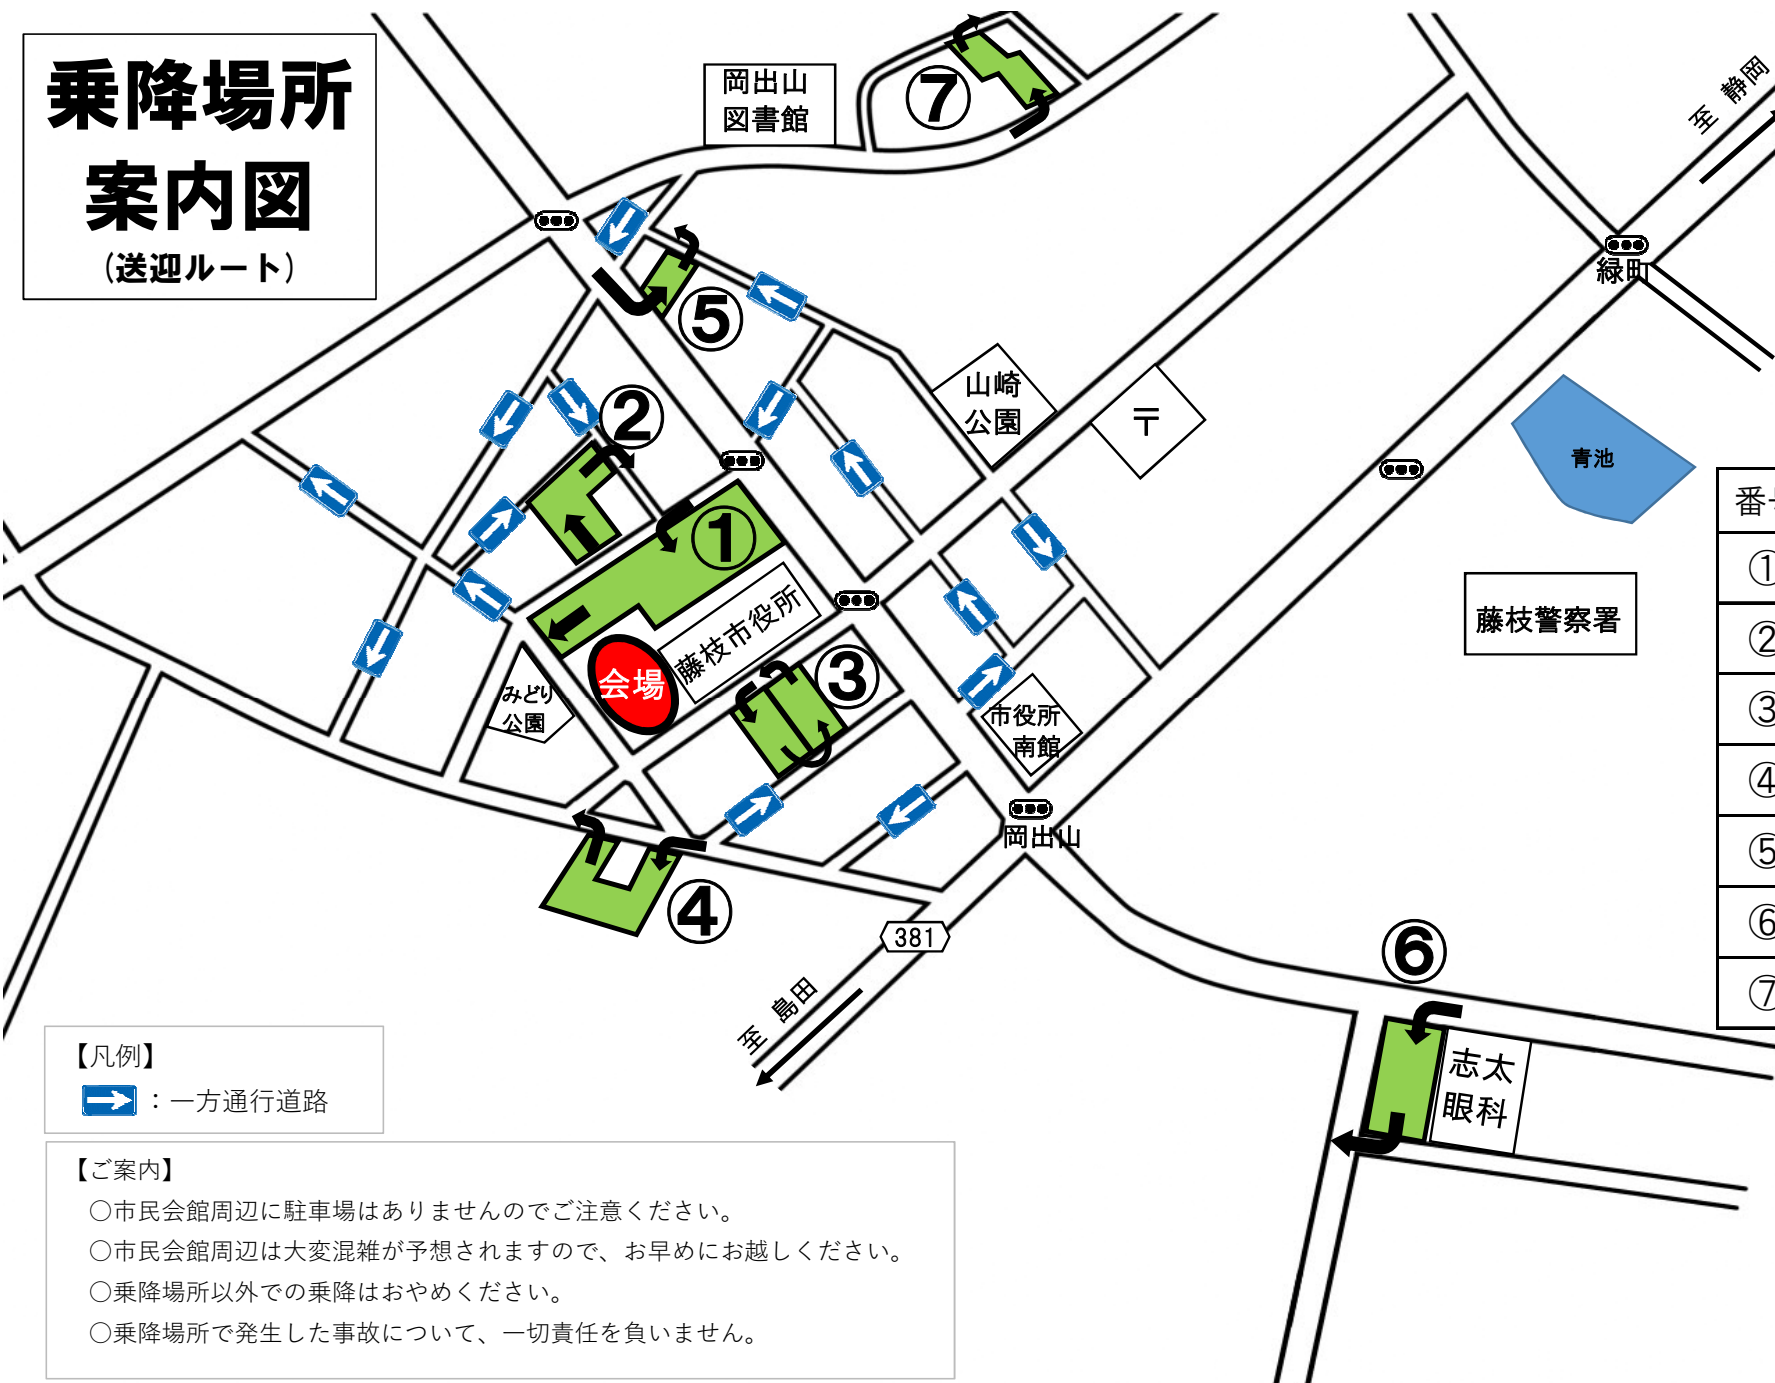 乗降場所
案内図
(送迎ルート)
岡出山
図書館
⑦
至 静岡
緑町
⑤
山崎
公園
〒
②
青池
①
藤枝市役所
会場
③
みどり
公園
市役所
南館
藤枝警察署
岡出山
④
381
至 島田
⑥
志太
眼科
①
②
③
④
⑤
⑥
⑦
【凡例】
：一方通行道路
【ご案内】
○市民会館周辺に駐車場はありませんのでご注意ください。
○市民会館周辺は大変混雑が予想されますので、お早めにお越しください。
○乗降場所以外での乗降はおやめください。
○乗降場所で発生した事故について、一切責任を負いません。